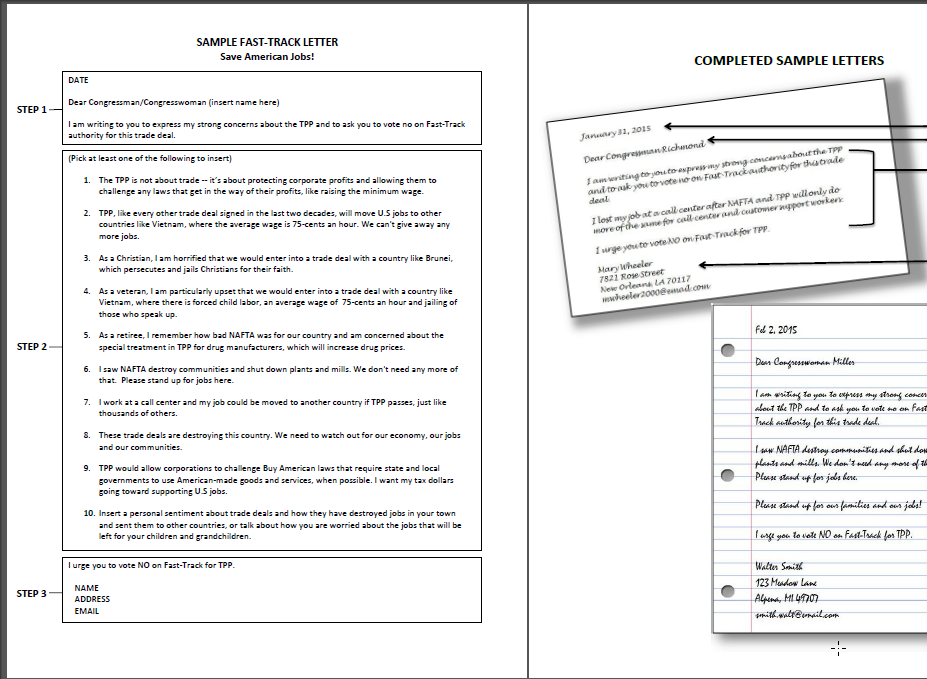 SAMPLE FAST-TRACK LETTER
Save American Jobs!
STEP 1
DATE
Dear Congressman/Congresswoman (insert name here)
I am writing to you to express my strong concerns about the TPP and to ask you to vote no on Fast-Track
authority for this trade deal.
STEP 2
(Pick at least one of the following to insert)
1. The TPP is not about trade -- it's about protecting corporate profits and allowing them to
challenge any laws that get in the way of their profits, like raising the minimum wage.
2. TPP, like every other trade deal signed in the last two decades, will move U.S jobs to other
countries like Vietnam, where the average wage is 75-cents an hour. We can't give away any
more jobs.
3. As a Christian, I am horrified that we would enter into a trade deal with a country like Brunei,
which persecutes and jails Christians for their faith.
4. As a veteran, I am particularly upset that we would enter into a trade deal with a country like
Vietnam, where there is forced child labor, an average wage of 75-cents an hour and jailing of
those who speak up.
5. As a retiree, I remember how bad NAFTA was for our country and am concerned about the
special treatment in TPP for drug manufacturers, which will increase drug prices.
6. I saw NAFTA destroy communities and shut down plants and mills. We don't need any more of
that. Please stand up for jobs here.
7. I work at a call center and my job could be moved to another country if TPP passes, just like
thousands of others.
8. These trade deals are destroying this country. We need to watch out for our economy, our jobs
and our communities.
9. TPP would allow corporations to challenge Buy American laws that require state and local
governments to use American-made goods and services, when possible. I want my tax dollars
going toward supporting U.S jobs.
10. Insert a personal sentiment about trade deals and how they have destroyed jobs in your town
and sent them to other countries, or talk about how you are worried about the jobs that will be
left for your children and grandchildren.
STEP 3
I urge you to vote NO on Fast-Track for TPP.
NAME
ADDRESS
EMAIL
COMPLETED SAMPLE LETTERS
January 31, 2015
Dear Congressman Richmond
I am writing to you to express my strong concerns about the TPP
and to ask you to vote no on Fast-Track authority for this trade
deal.
I lost my job at a call center after NAFTA and TPP will only do
more of the same for call center and customer support workers.
I urge you to vote NO on Fast-Track for TPP.
Mary Wheeler
7821 Rose Street
New Orleans, LA 70117
mwheeler2000@email.com
Feb 2, 2015
Dear Congresswoman Miller
I am writing to you to express my strong concer
about the TPP and to ask you to vote no on Fast
Track authority for this trade deal.
I saw NAFTA destroy communities and shut dow
plants and mills. We don't need any more of th
Please stand up for jobs here.
Please stand up for our families and our jobs!
I urge you to vote NO on Fast-Track for TPP.
Walter Smith
123 Meadow Lane
Alpena, MI 49707
smith.walt@email.com